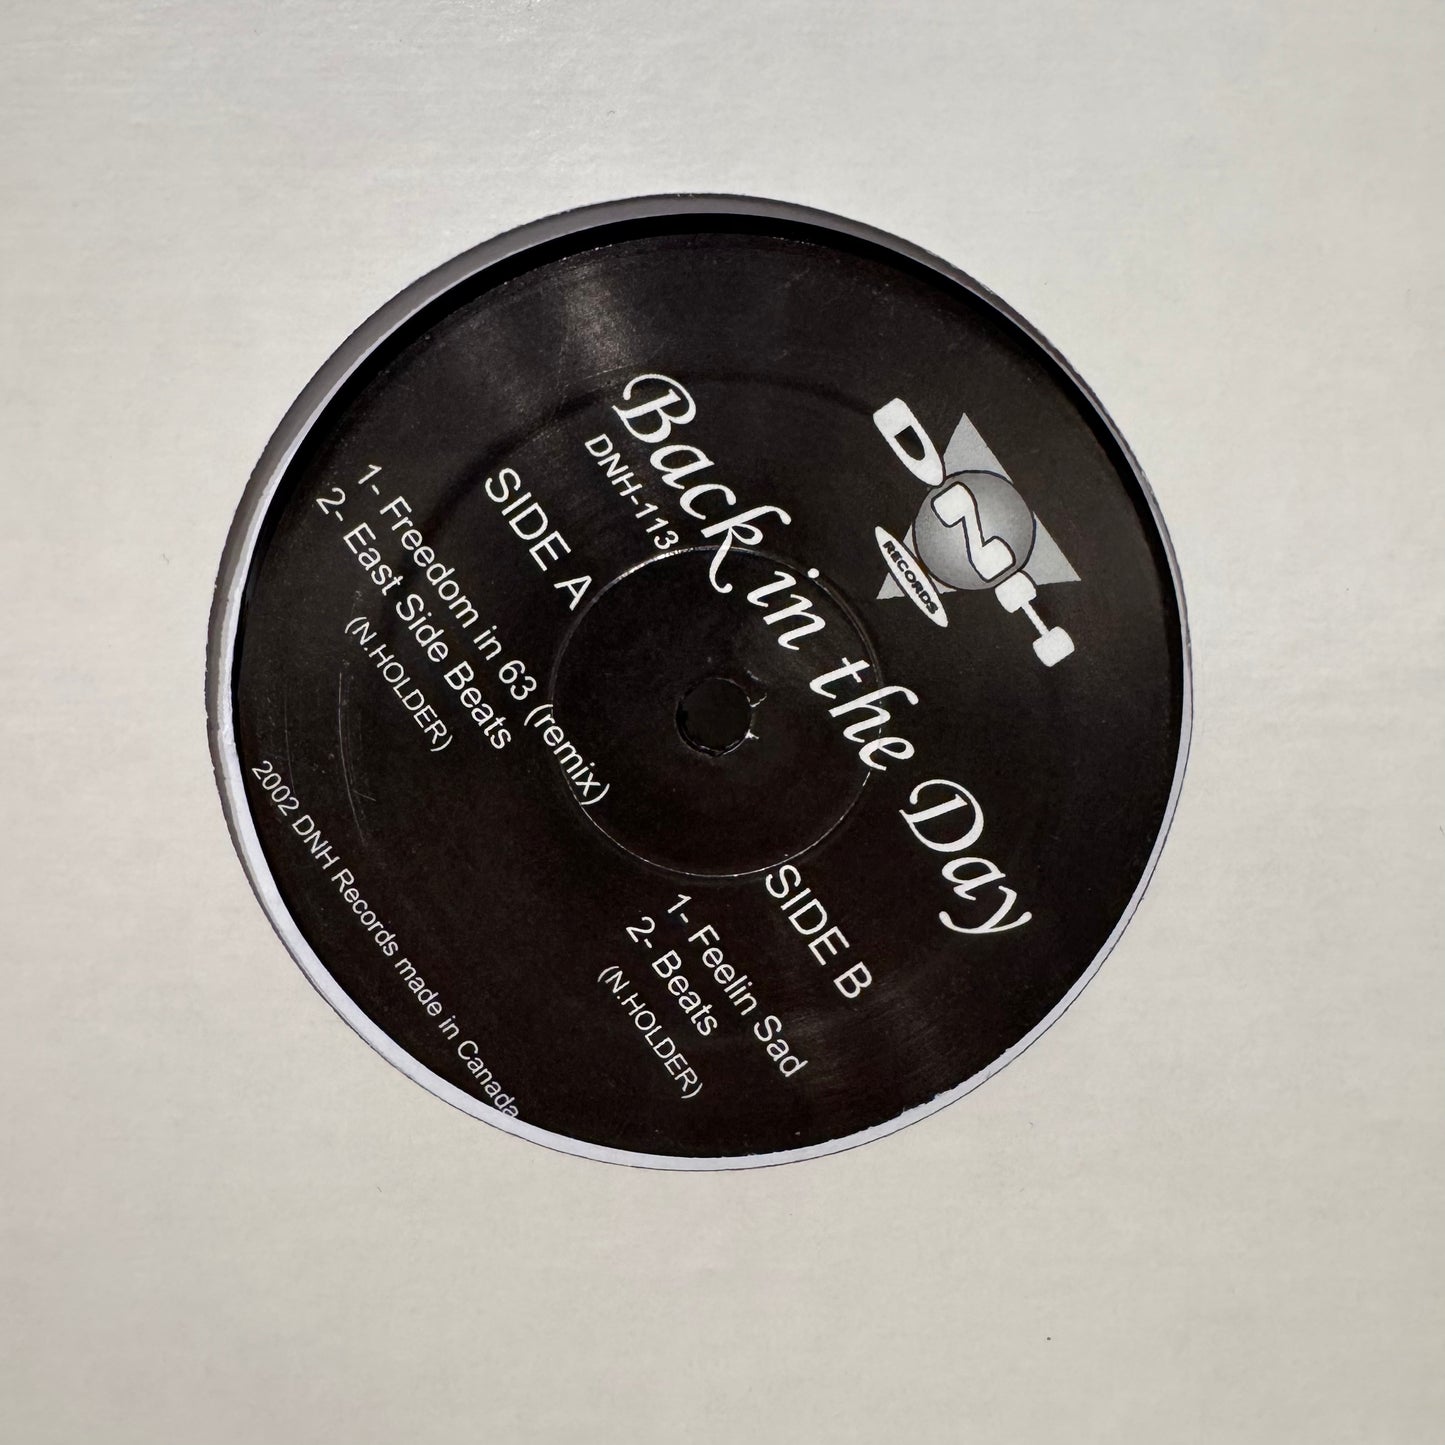 DNH
RECORDS
Back in the Day
DNH-113
SIDE A
1- Freedom in 63 (remix)
2- East Side Beats
(N.HOLDER)
SIDE B
1- Feelin Sad
2- Beats
(N.HOLDER)
2002 DNH Records made in Canada